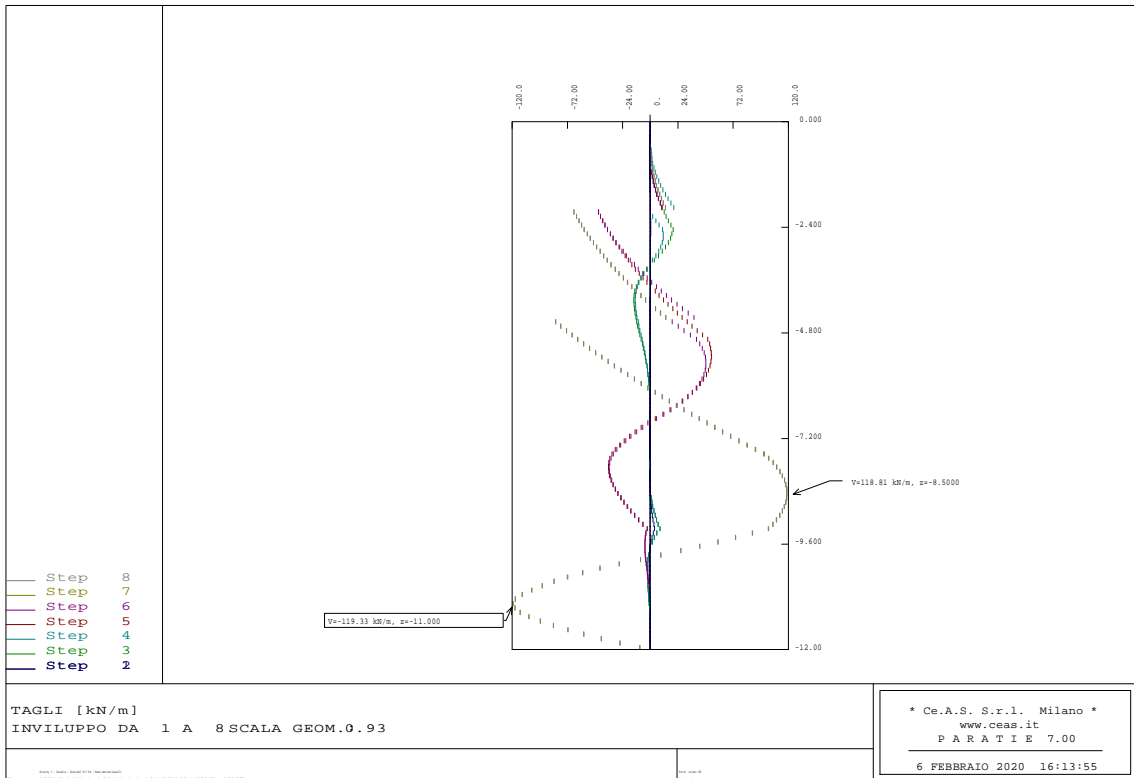 -120.0 -72.00 -24.00 0. 24.00 72.00 120.0
0.000
-2.400
-4.800
-7.200
V=118.81 kN/m, z=-8.5000
-9.600
V=-119.33 kN/m, z=-11.000
-12.00
Step 8
Step 7
Step 6
Step 5
Step 4
Step 3
Step
TAGLI [kN/m]
INVILUPPO DA 1 A 8 SCALA GEOM. 0.93
* Ce.A.S. S.r.l. Milano *
www.ceas.it
P A R A T I E 7.00
6 FEBBRAIO 2020 16:13:55